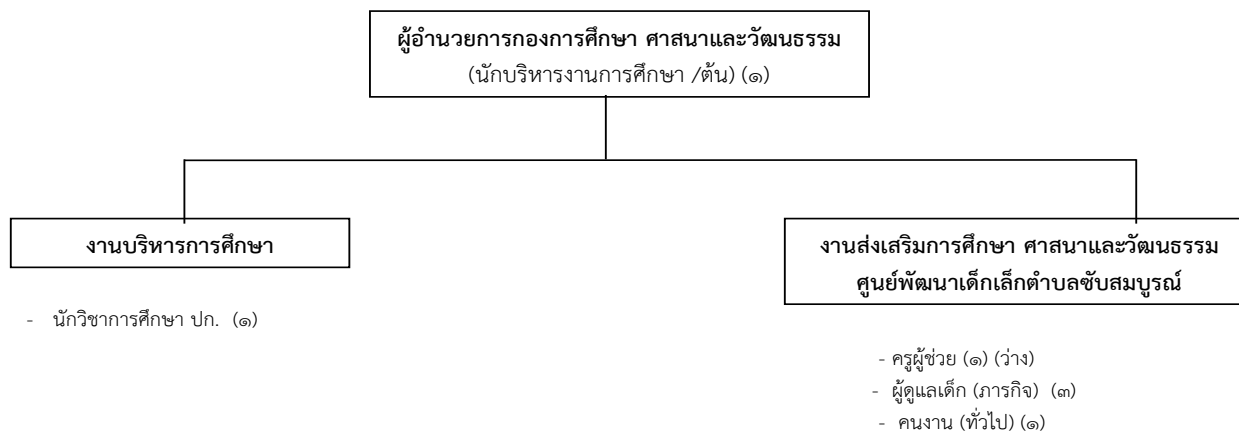 ผู้อำนวยการกองการศึกษา ศาสนาและวัฒนธรรม
(นักบริหารงานการศึกษา /ต้น) (๑)
งานบริหารการศึกษา
- นักวิชาการศึกษา ปก. (๑)
งานส่งเสริมการศึกษา ศาสนาและวัฒนธรรม
ศูนย์พัฒนาเด็กเล็กตำบลซับสมบูรณ์
- ครูผู้ช่วย (๑) (ว่าง)
- ผู้ดูแลเด็ก (ภารกิจ) (๓)
- คนงาน (ทั่วไป) (๑)